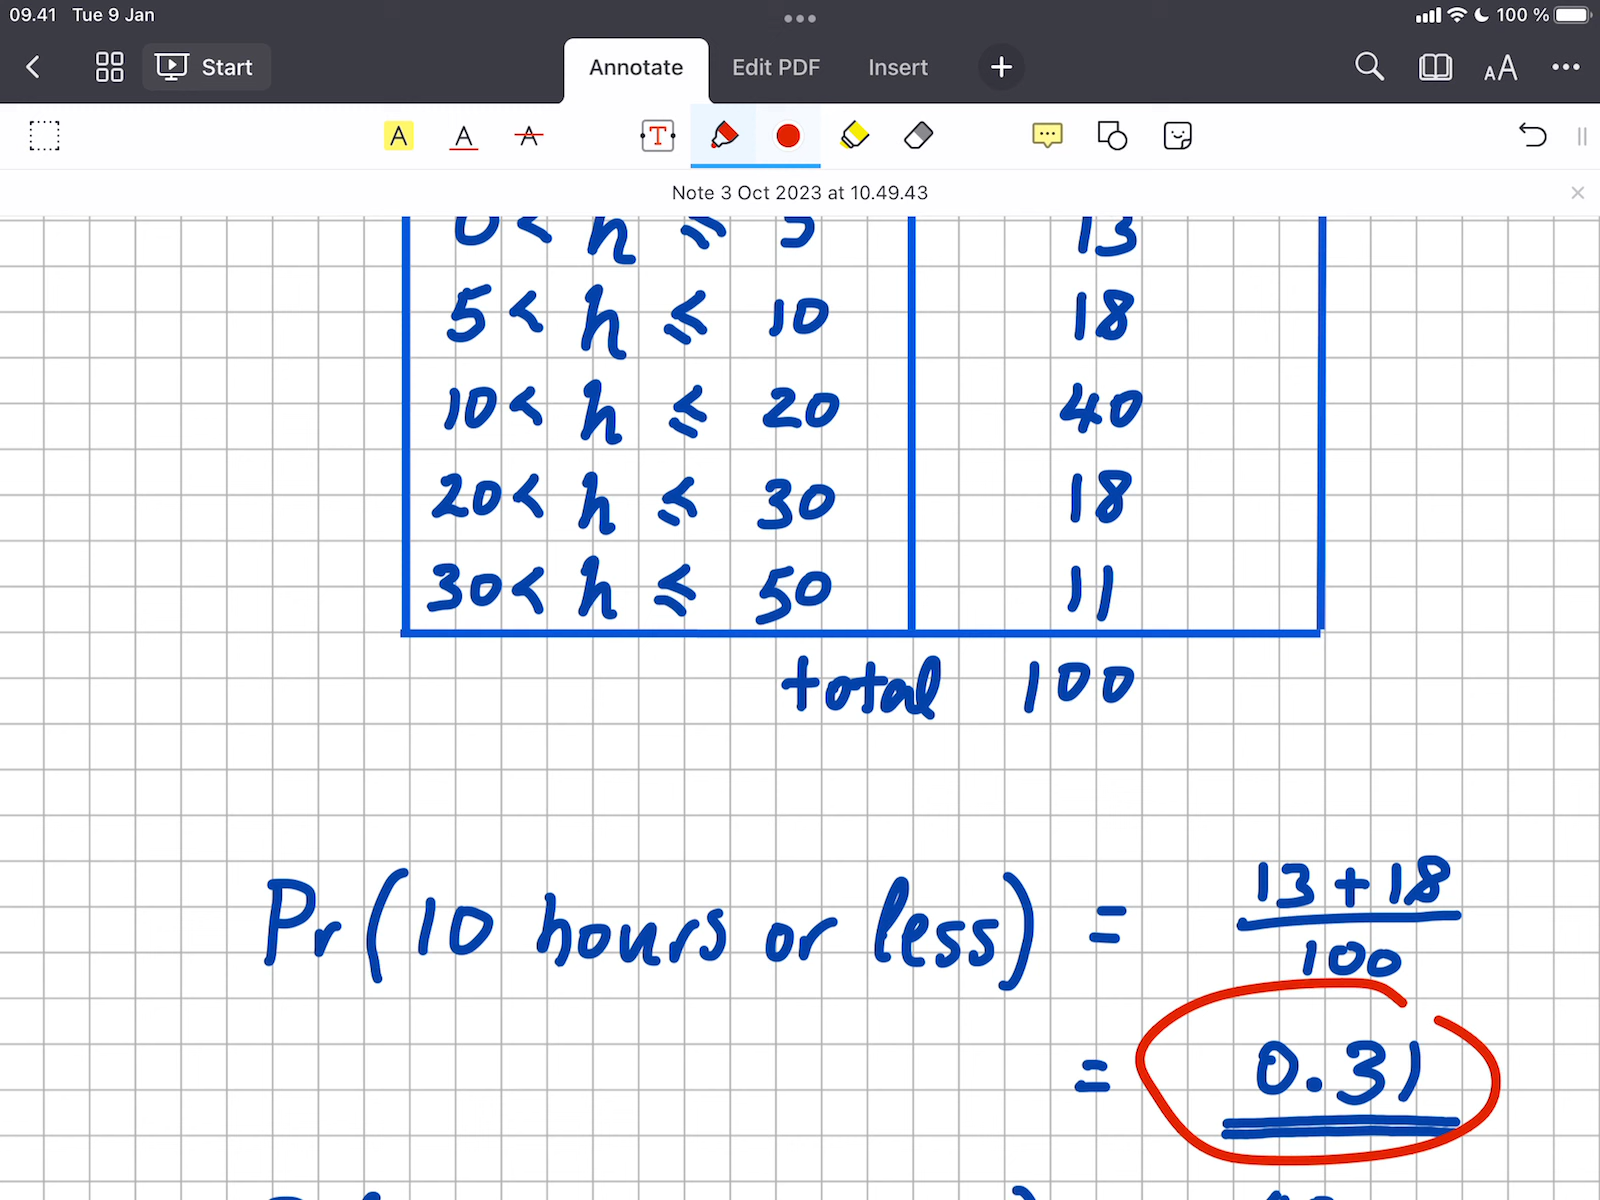 09.41 Tue 9 Jan 100 %
Start Annotate Edit PDF Insert
Note 3 Oct 2023 at 10.49.43
0 < h ≤ 5 13
5 < h ≤ 10 18
10 < h ≤ 20 40
20 < h ≤ 30 18
30 < h ≤ 50 11
total 100
Pr(10 hours or less) = 13 + 18 / 100
= 0.31